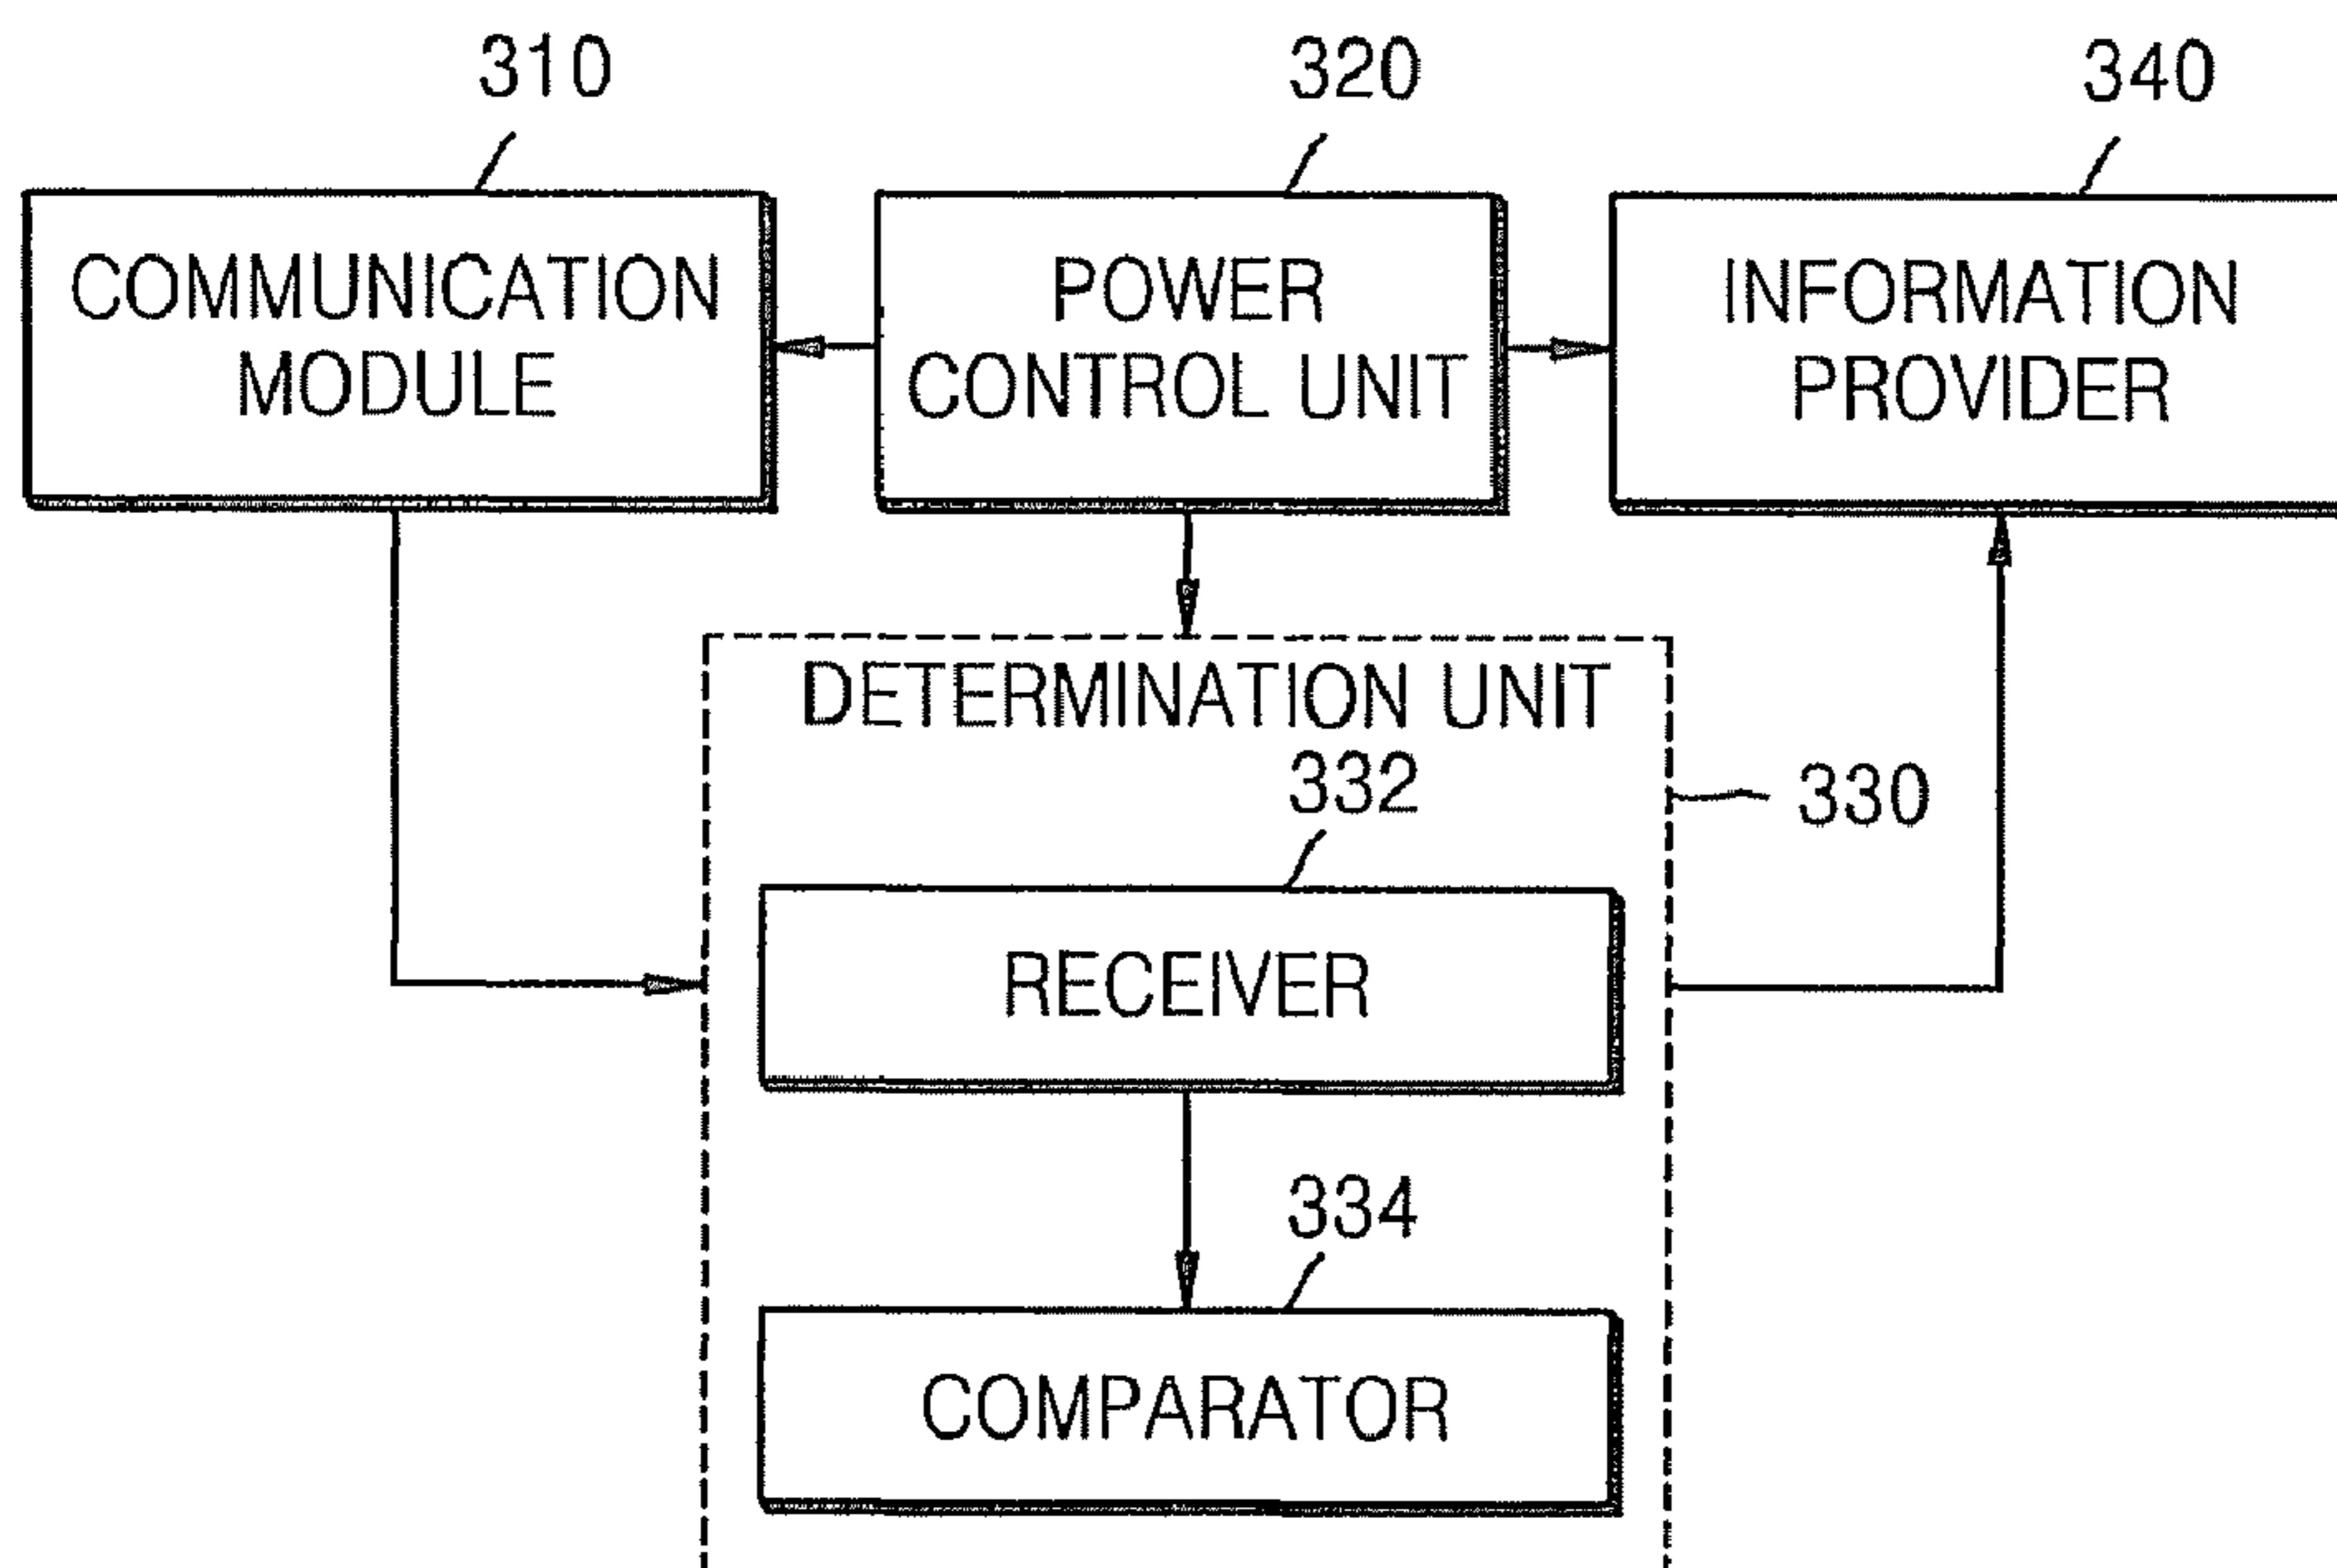 310
320
340
COMMUNICATION
MODULE
POWER
CONTROL UNIT
INFORMATION
PROVIDER
DETERMINATION UNIT
332
330
RECEIVER
334
COMPARATOR